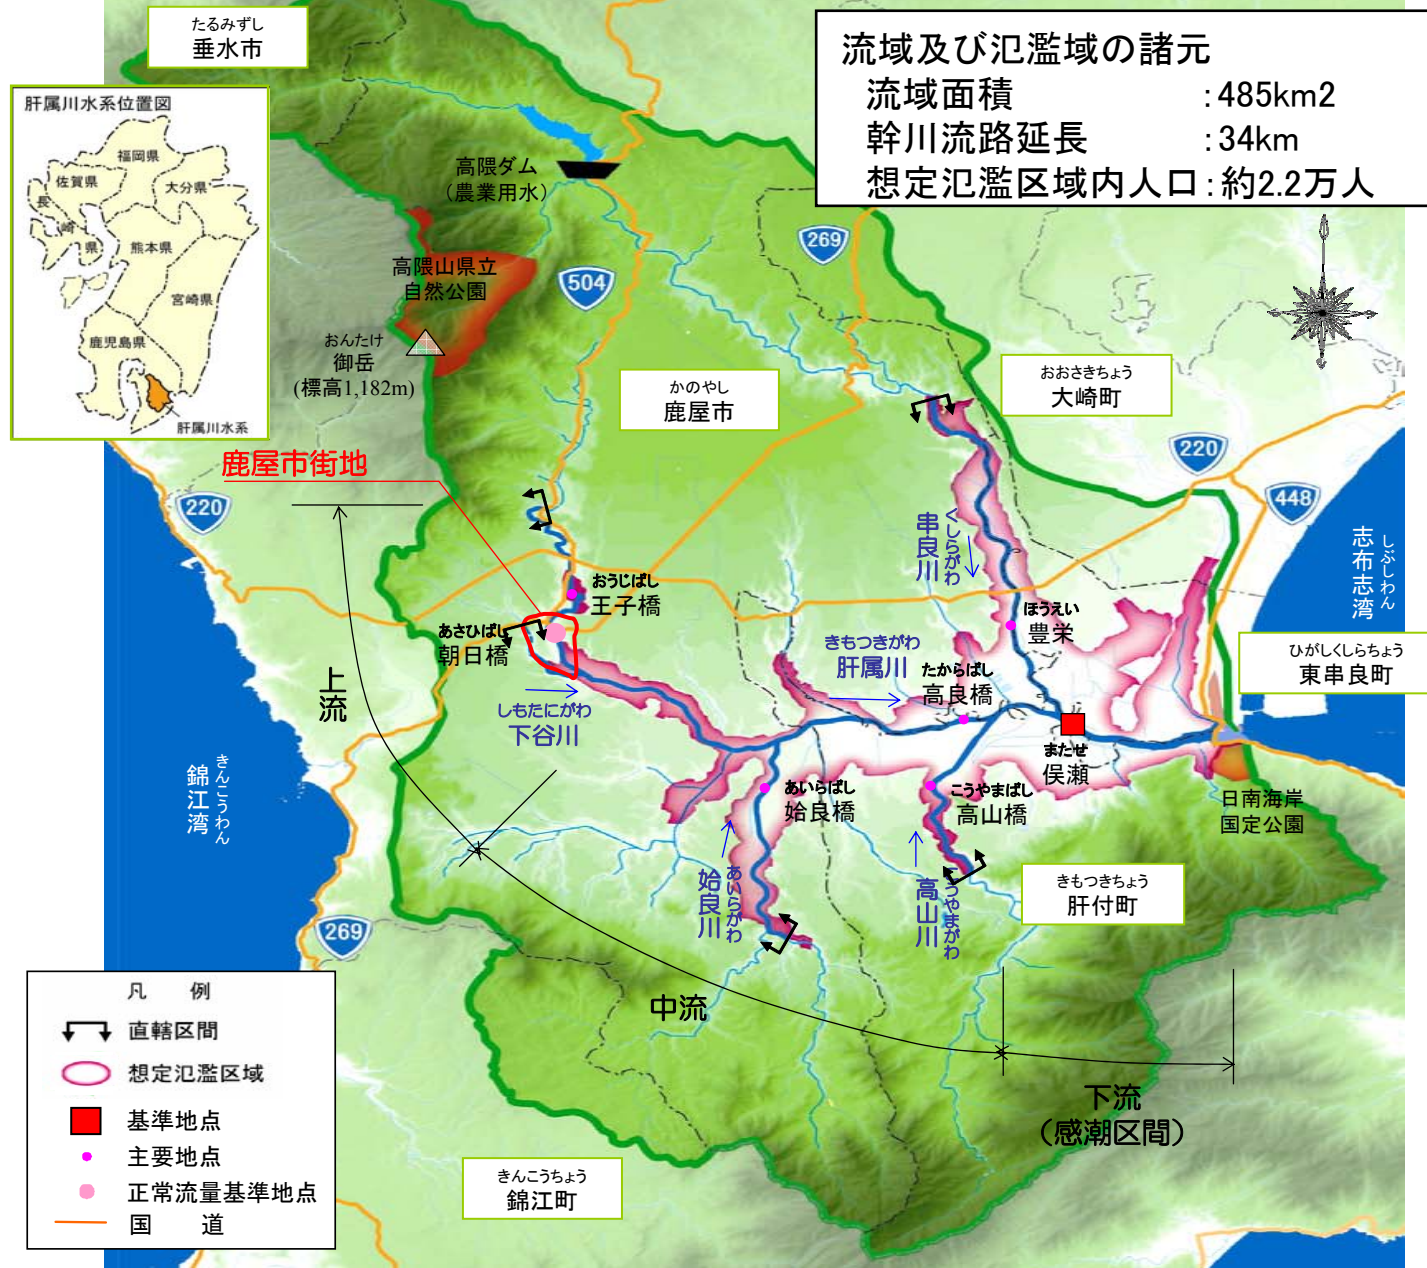 たるみずし
垂水市
流域及び氾濫域の諸元
流域面積 :485km2
幹川流路延長 :34km
想定氾濫区域内人口:約2.2万人
肝属川水系位置図
福岡県
佐賀県
大分県
長
崎
県
熊本県
宮崎県
鹿児島県
肝属川水系
高隈ダム
(農業用水)
269
504
高隈山県立
自然公園
おんたけ
御岳
(標高1,182m)
かのやし
鹿屋市
おおさきちょう
大崎町
220
448
鹿屋市街地
220
くしらがわ
串良川
しぶしわん
志布志湾
おうじばし
王子橋
あさひばし
朝日橋
ほうえい
豊栄
きもつきがわ
肝属川
たからばし
高良橋
ひがしくしらちょう
東串良町
上流
しもたにがわ
下谷川
またせ
俣瀬
きんこうわん
錦江湾
あいらばし
姶良橋
こうやまばし
高山橋
日南海岸
国定公園
あいらがわ
姶良川
うやまがわ
高山川
きもつきちょう
肝付町
269
中流
下流
(感潮区間)
凡 例
直轄区間
想定氾濫区域
基準地点
主要地点
正常流量基準地点
国 道
きんこうちょう
錦江町